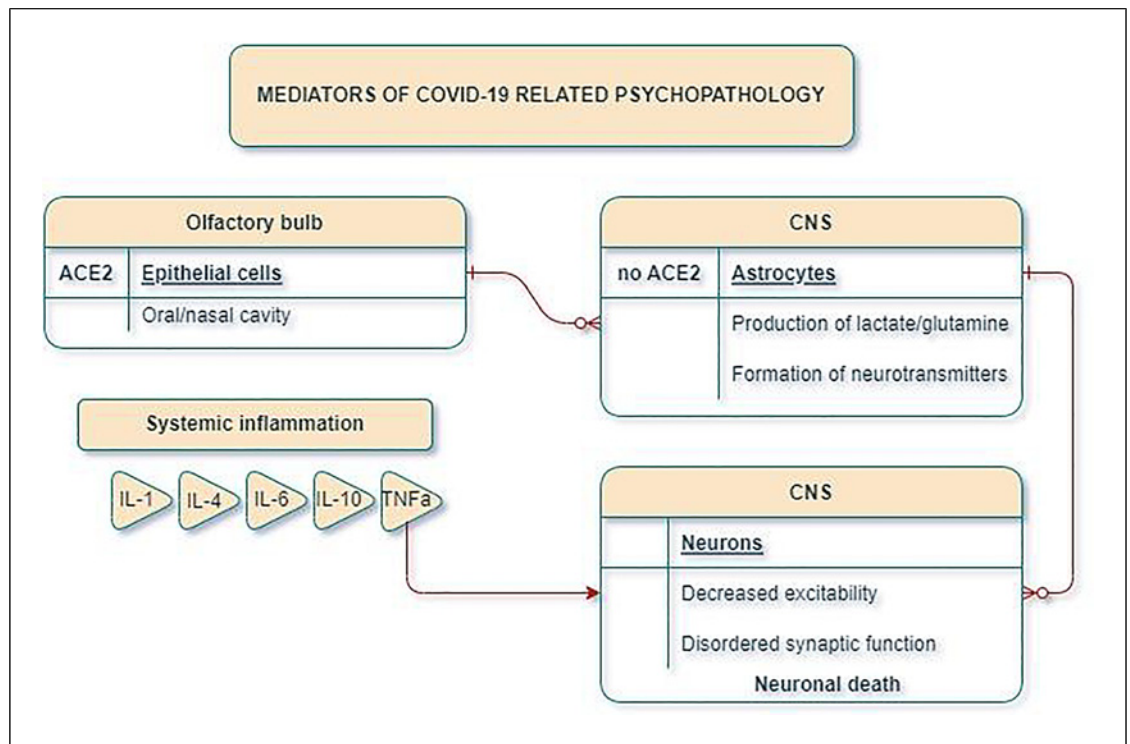 MEDIATORS OF COVID-19 RELATED PSYCHOPATHOLOGY
Olfactory bulb
ACE2 Epithelial cells
Oral/nasal cavity
CNS
no ACE2 Astrocytes
Production of lactate/glutamine
Formation of neurotransmitters
Systemic inflammation
IL-1 IL-4 IL-6 IL-10 TNFa
CNS
Neurons
Decreased excitability
Disordered synaptic function
Neuronal death